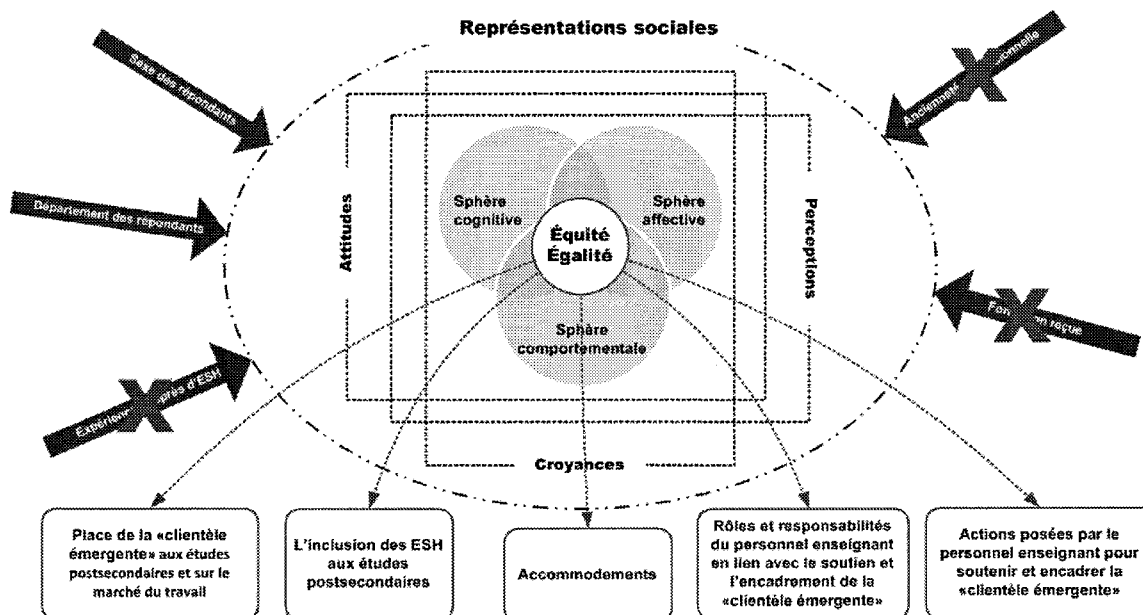 Représentations sociales
Sexe des répondants
Département des répondants
d'ESH
reçue
Attitudes
Perceptions
Croyances
Sphère
cognitive
Sphère
affective
Équité
Égalité
Sphère
comportementale
Place de la «clientèle
émergente» aux études
postsecondaires et sur le
marché du travail
L'inclusion des ESH
aux études
postsecondaires
Accommodements
Rôles et responsabilités
du personnel enseignant
en lien avec le soutien et
l'encadrement de la
«clientèle émergente»
Actions posées par le
personnel enseignant pour
soutenir et encadrer la
«clientèle émergente»